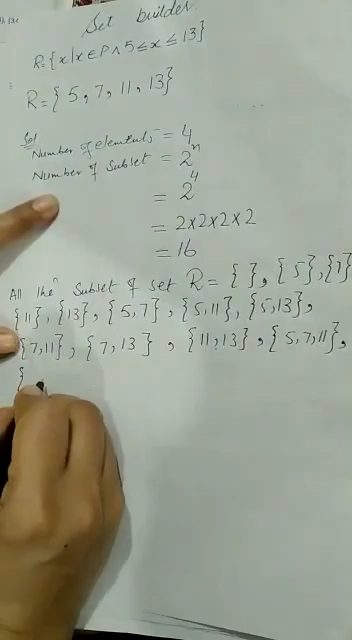 Set builder
R={x|x∈P∧5≤x≤13}
R={5,7,11,13}
Sol
Number of elements = 4
Number of Subset = 2ⁿ
= 2⁴
= 2×2×2×2
= 16
All the Subset of set R = { }, {5},{7}
{11},{13},{5,7},{5,11},{5,13},
{7,11},{7,13},{11,13},{5,7,11},
{